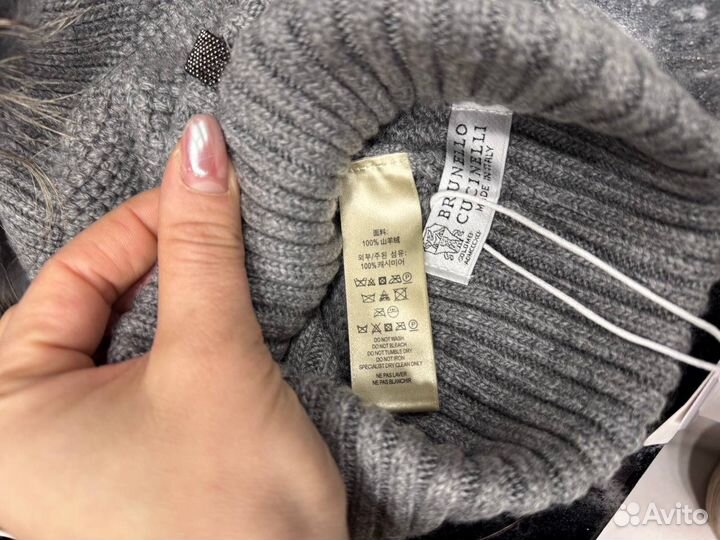 BRUNELLO
CUCINELLI
MADE IN ITALY
SOLOMEO
面料:
100% 山羊绒
외부/주된 섬유:
100% 캐시미어
DO NOT WASH
DO NOT BLEACH
DO NOT TUMBLE DRY
DO NOT IRON
SPECIALIST DRY CLEAN ONLY
NE PAS LAVER
NE PAS BLANCHIR
Avito